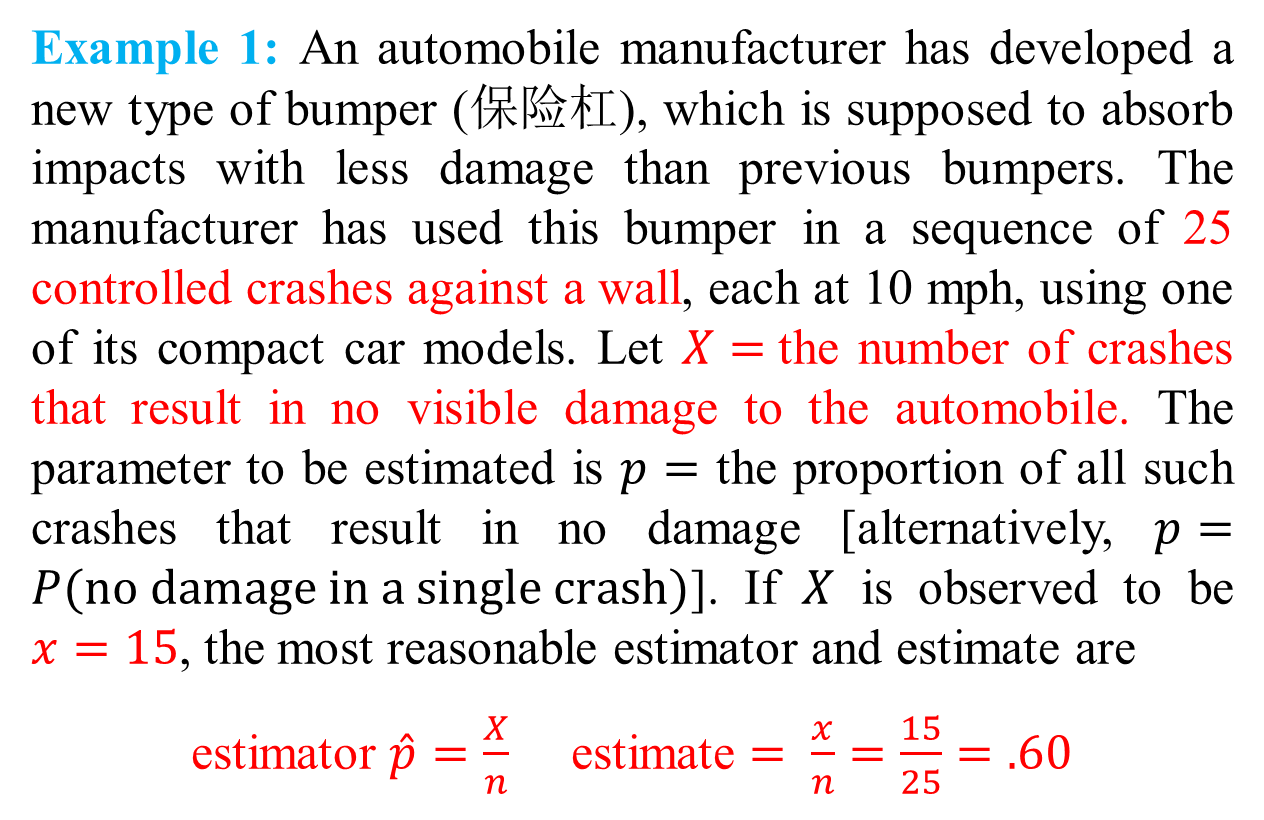 Example 1: An automobile manufacturer has developed a
new type of bumper (保险杠), which is supposed to absorb
impacts with less damage than previous bumpers. The
manufacturer has used this bumper in a sequence of 25
controlled crashes against a wall, each at 10 mph, using one
of its compact car models. Let X = the number of crashes
that result in no visible damage to the automobile. The
parameter to be estimated is p = the proportion of all such
crashes that result in no damage [alternatively, p =
P(no damage in a single crash)]. If X is observed to be
x = 15, the most reasonable estimator and estimate are
estimator p̂ = X/n estimate = x/n = 15/25 = .60